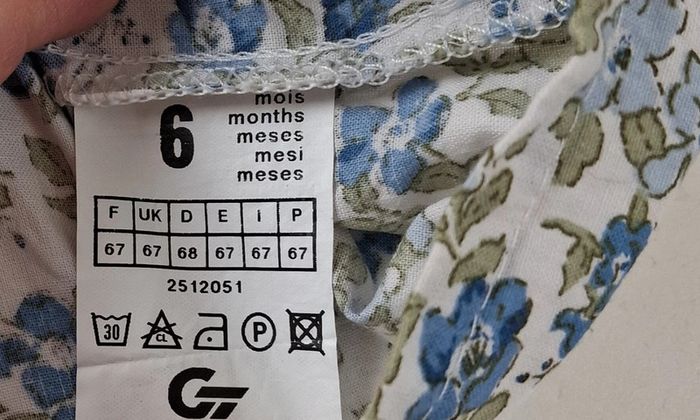 6
mois
months
meses
mesi
meses
F UK D E I P
67 67 68 67 67 67
2512051
30 CL P